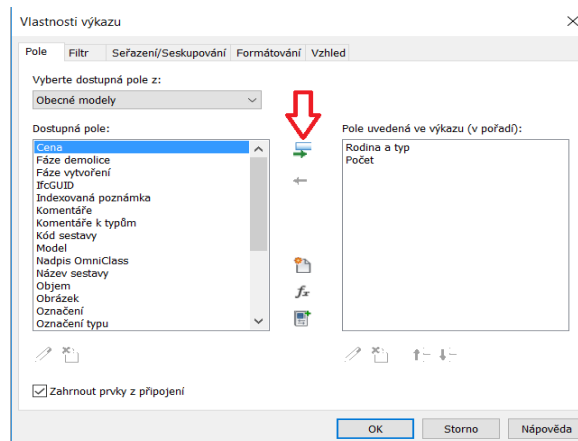 Vlastnosti výkazu
Pole Filtr Seřazení/Seskupování Formátování Vzhled
Vyberte dostupná pole z:
Obecné modely
Dostupná pole:
Cena
Fáze demolice
Fáze vytvoření
IfcGUID
Indexovaná poznámka
Komentáře
Komentáře k typům
Kód sestavy
Model
Nadpis OmniClass
Název sestavy
Objem
Obrázek
Označení
Označení typu
fx
Pole uvedená ve výkazu (v pořadí):
Rodina a typ
Počet
Zahrnout prvky z připojení
OK Storno Nápověda